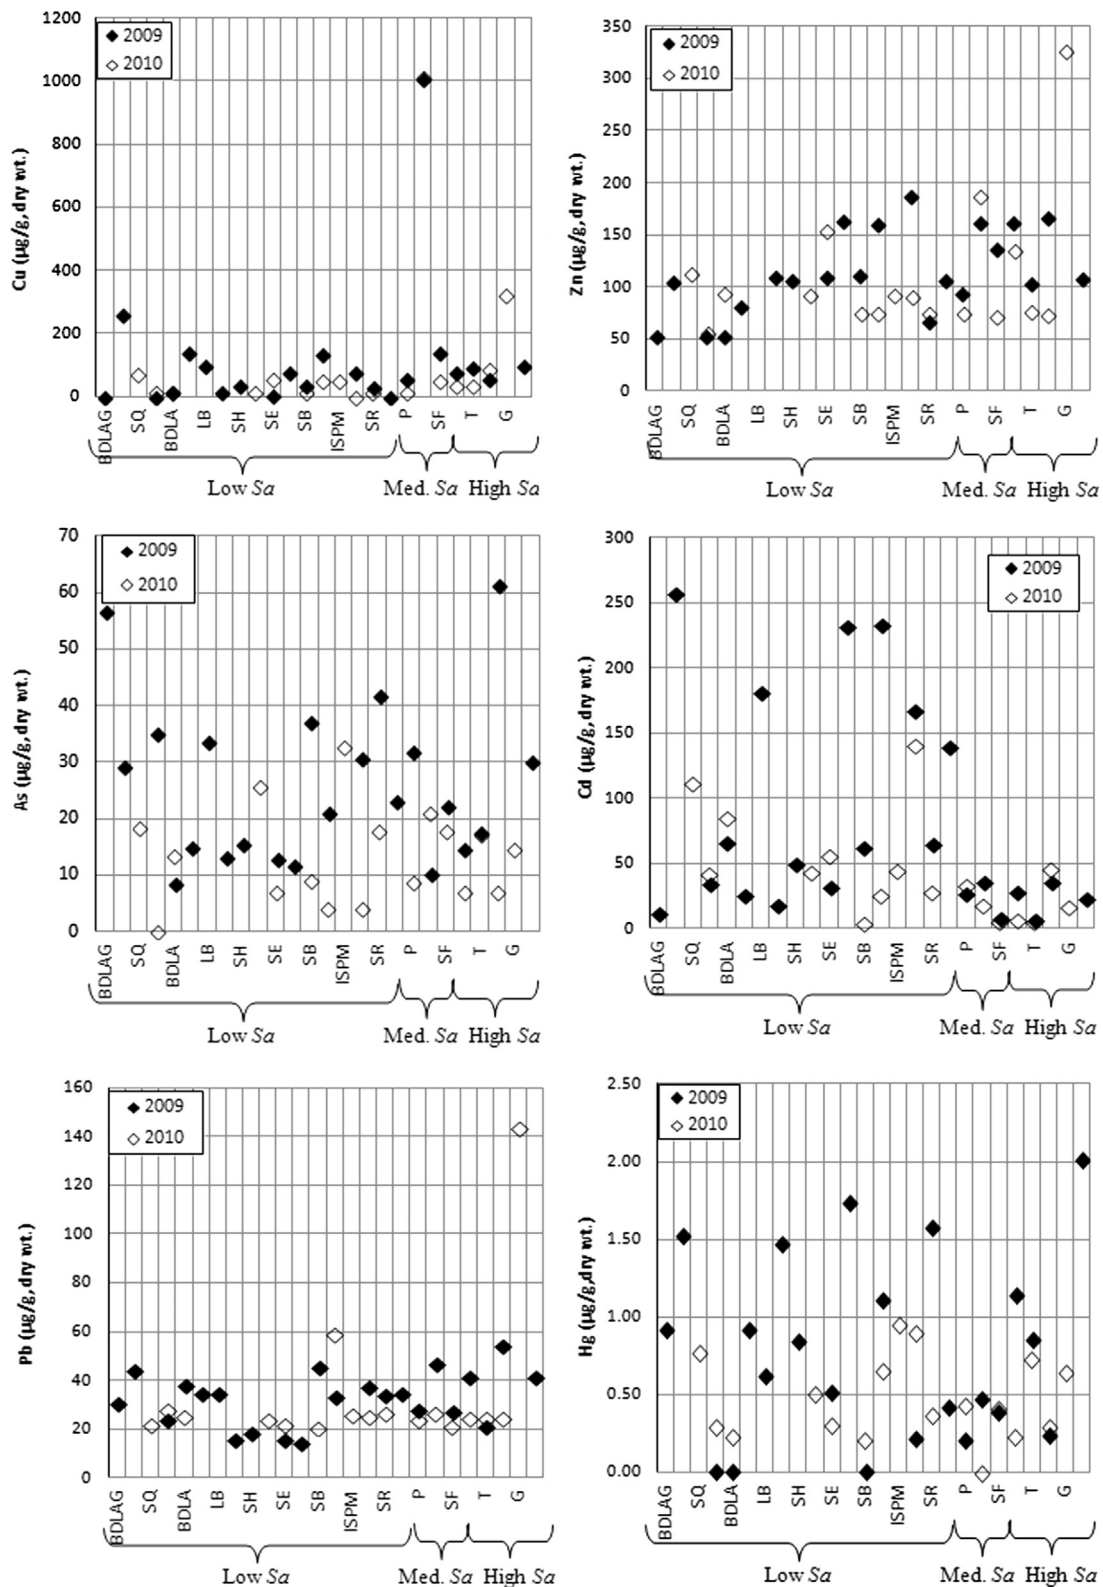 1200
1000
800
600
400
200
0
Cu (µg/g,dry wt.)
2009
2010
BDLAG
SQ
BDLA
LB
SH
SE
SB
ISPM
SR
P
SF
T
G
Low Sa
Med. Sa
High Sa
350
300
250
200
150
100
50
0
Zn (µg/g,dry wt.)
2009
2010
BDLAG
SQ
BDLA
LB
SH
SE
SB
ISPM
SR
P
SF
T
G
Low Sa
Med. Sa
High Sa
70
60
50
40
30
20
10
0
As (µg/g,dry wt.)
2009
2010
BDLAG
SQ
BDLA
LB
SH
SE
SB
ISPM
SR
P
SF
T
G
Low Sa
Med. Sa
High Sa
300
250
200
150
100
50
0
Cd (µg/g,dry wt.)
2009
2010
BDLAG
SQ
BDLA
LB
SH
SE
SB
ISPM
SR
P
SF
T
G
Low Sa
Med. Sa
High Sa
160
140
120
100
80
60
40
20
0
Pb (µg/g,dry wt.)
2009
2010
BDLAG
SQ
BDLA
LB
SH
SE
SB
ISPM
SR
P
SF
T
G
Low Sa
Med. Sa
High Sa
2.50
2.00
1.50
1.00
0.50
0.00
Hg (µg/g,dry wt.)
2009
2010
BDLAG
SQ
BDLA
LB
SH
SE
SB
ISPM
SR
P
SF
T
G
Low Sa
Med. Sa
High Sa